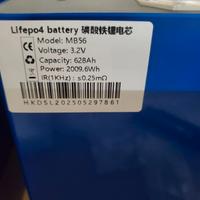 Lifepo4 battery 磷酸铁锂电芯
Model: MB56
Voltage: 3.2V
Capacity: 628Ah
Power: 2009.6Wh
IR(1KHz) : ≤0.25mΩ
HKDSL202505297861